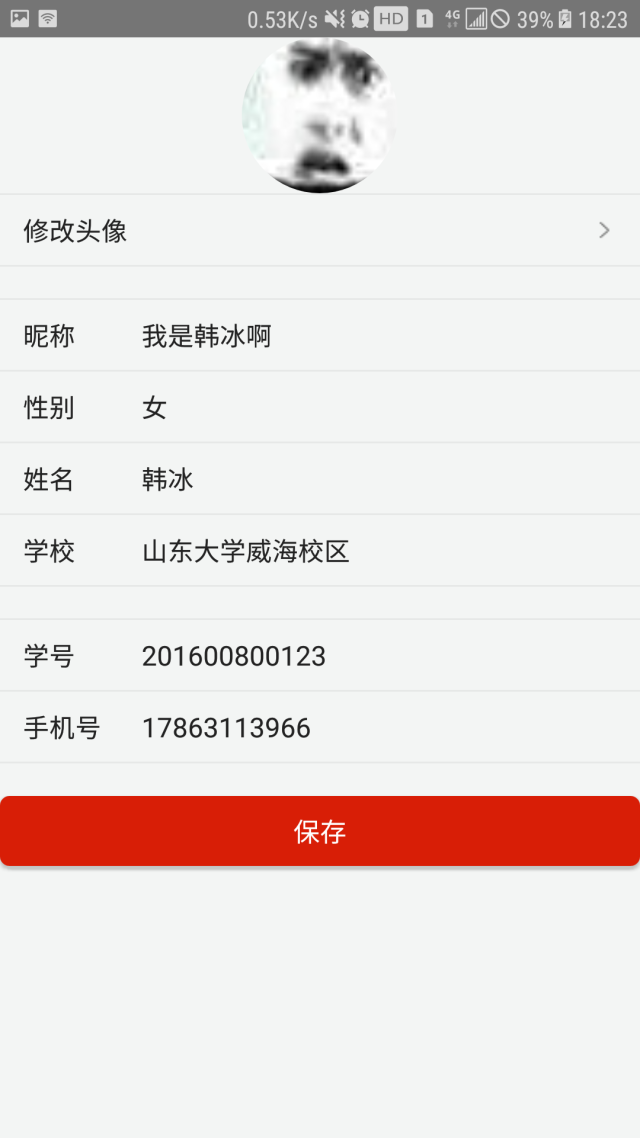 0.53K/s HD 1 4G 39% 18:23
修改头像
昵称 我是韩冰啊
性别 女
姓名 韩冰
学校 山东大学威海校区
学号 201600800123
手机号 17863113966
保存